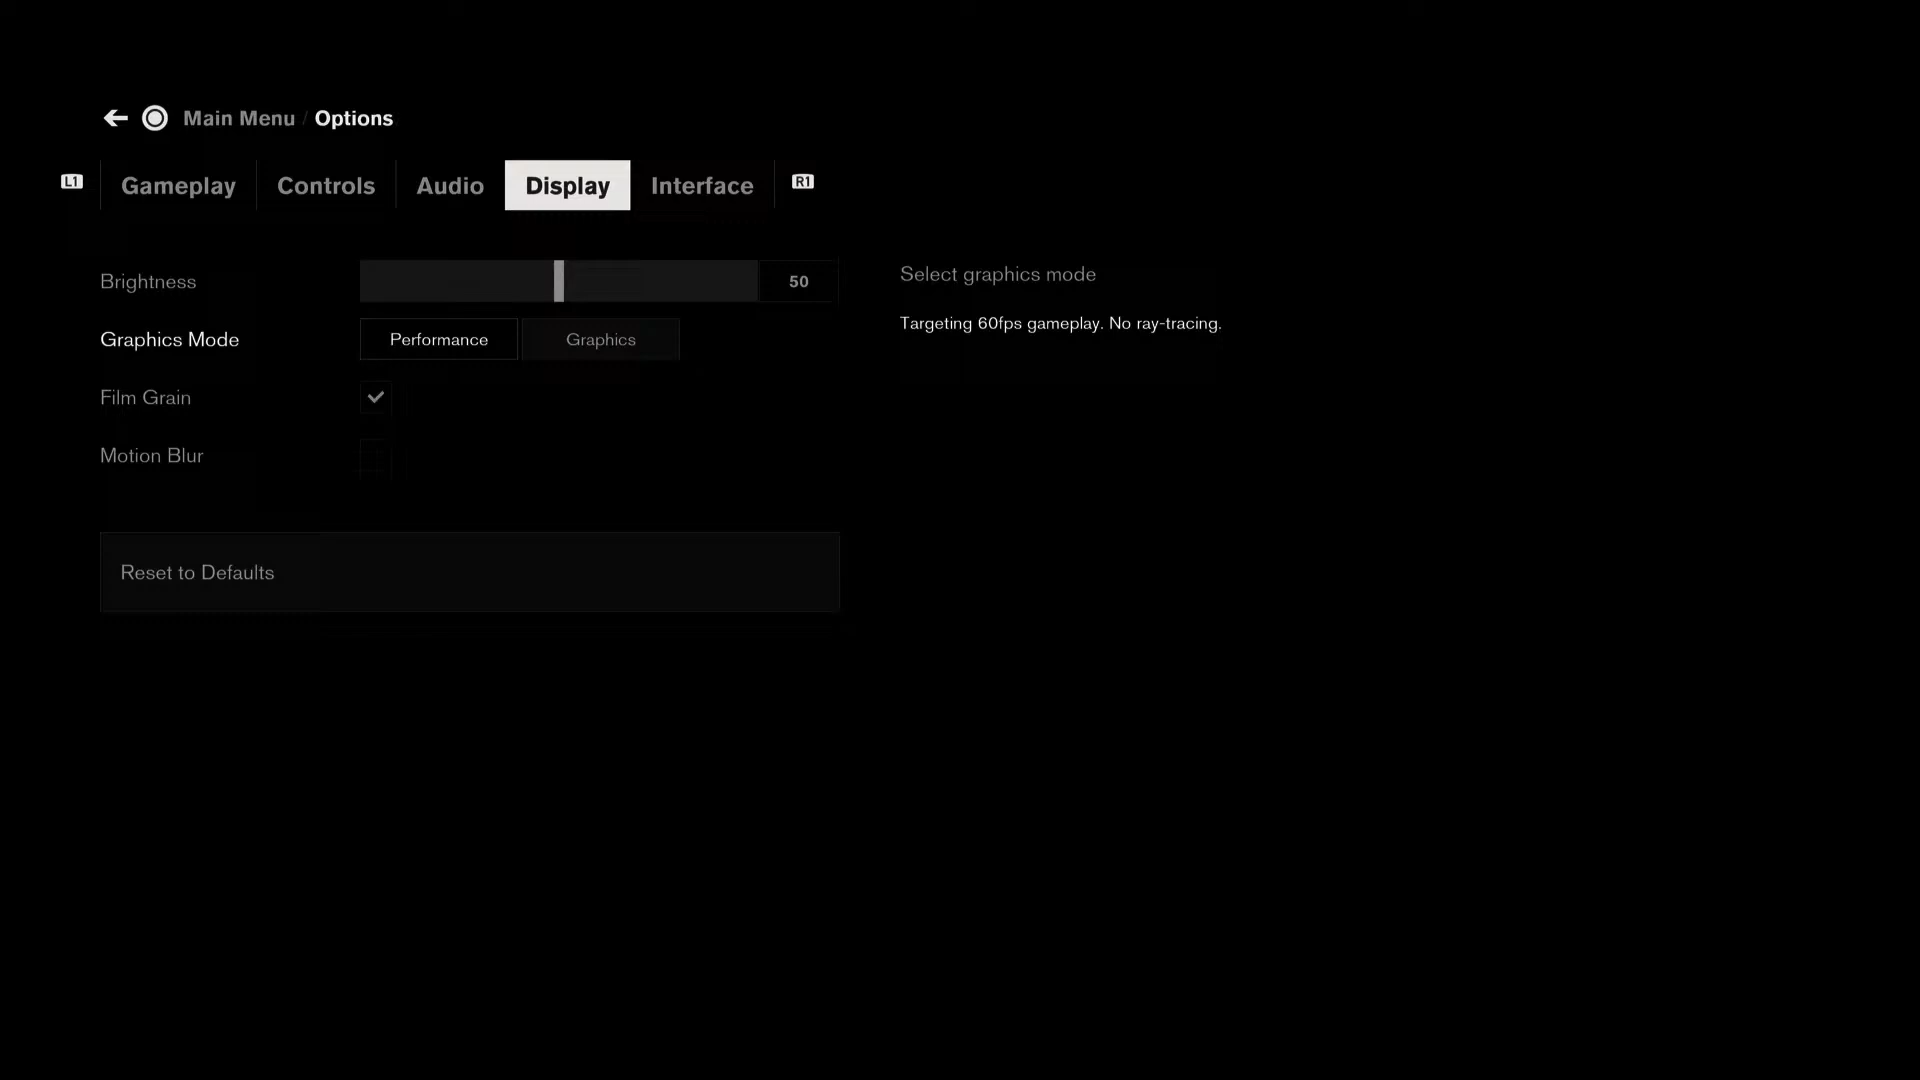 Main Menu / Options
L1 Gameplay Controls Audio Display Interface R1
Brightness 50
Graphics Mode Performance Graphics
Film Grain
Motion Blur
Reset to Defaults
Select graphics mode
Targeting 60fps gameplay. No ray-tracing.